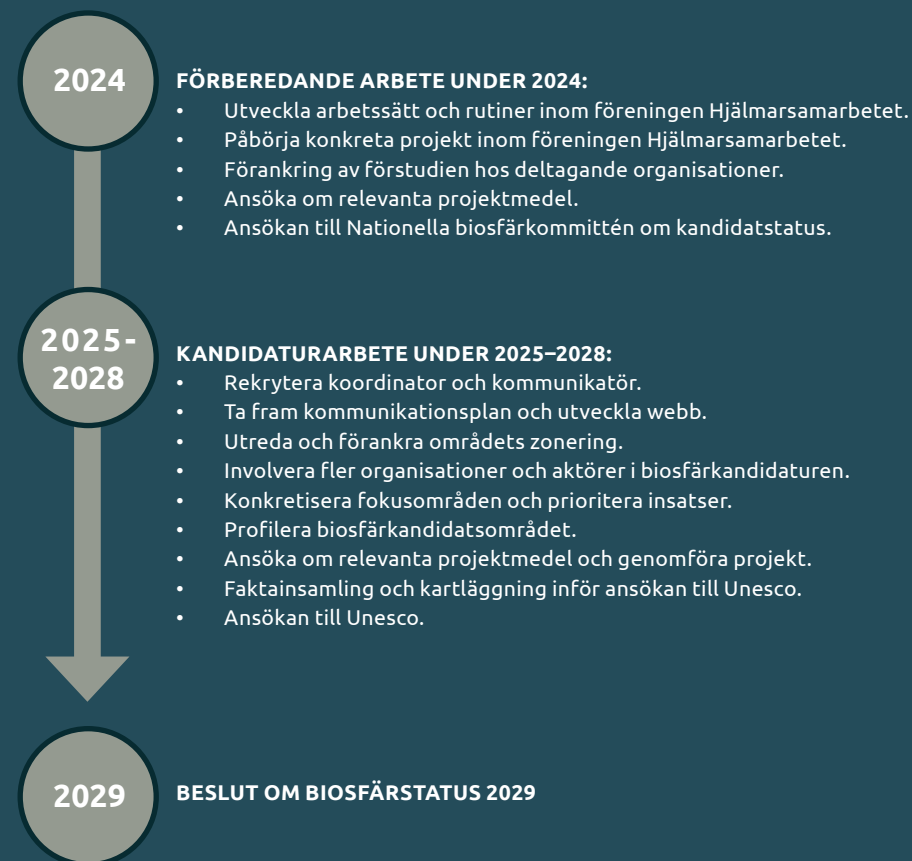 2024
FÖRBEREDANDE ARBETE UNDER 2024:
• Utveckla arbetssätt och rutiner inom föreningen Hjälmarsamarbetet.
• Påbörja konkreta projekt inom föreningen Hjälmarsamarbetet.
• Förankring av förstudien hos deltagande organisationer.
• Ansöka om relevanta projektmedel.
• Ansökan till Nationella biosfärkommittén om kandidatstatus.
2025-
2028
KANDIDATURARBETE UNDER 2025–2028:
• Rekrytera koordinator och kommunikatör.
• Ta fram kommunikationsplan och utveckla webb.
• Utreda och förankra områdets zonering.
• Involvera fler organisationer och aktörer i biosfärkandidaturen.
• Konkretisera fokusområden och prioritera insatser.
• Profilera biosfärkandidatsområdet.
• Ansöka om relevanta projektmedel och genomföra projekt.
• Faktainsamling och kartläggning inför ansökan till Unesco.
• Ansökan till Unesco.
2029
BESLUT OM BIOSFÄRSTATUS 2029